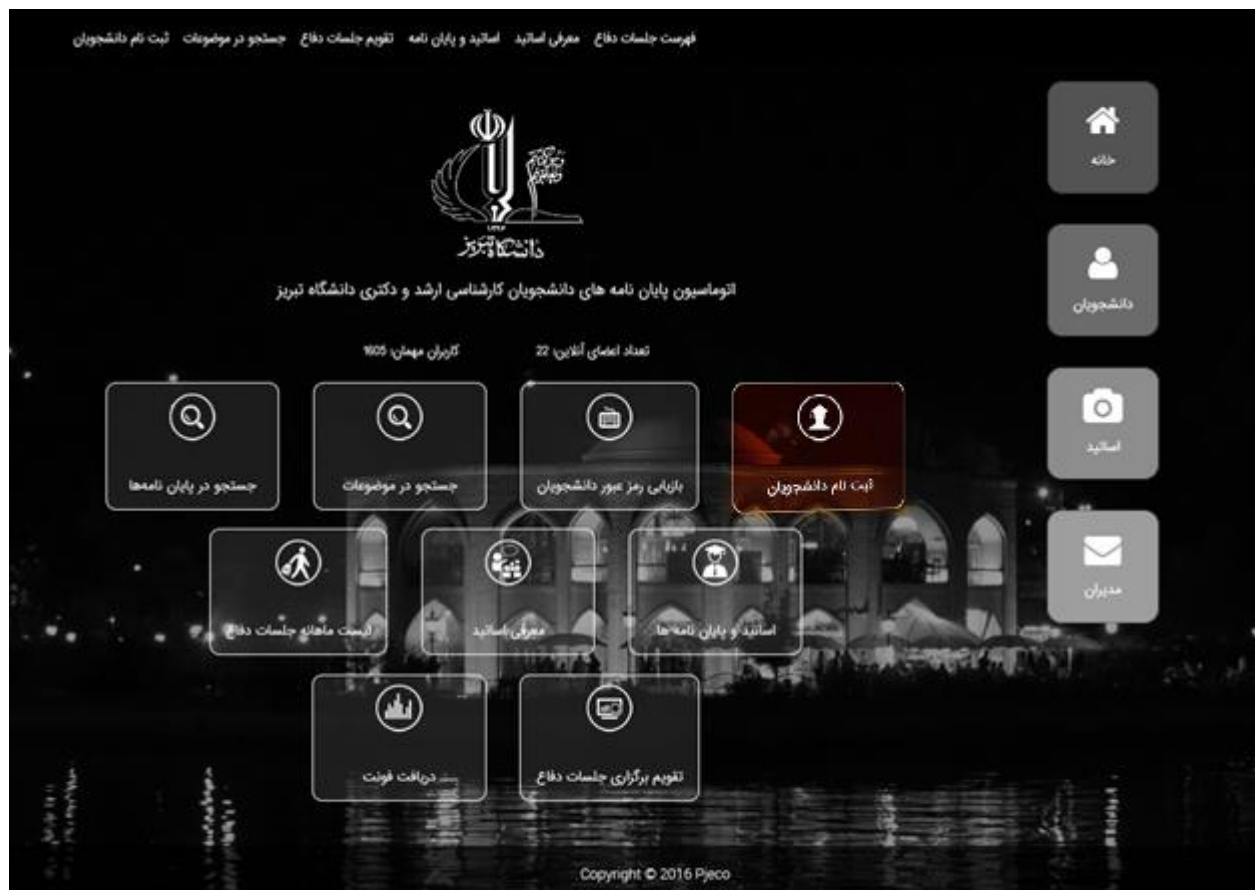 فهرست جلسات دفاع معرفی اساتید اساتید و پایان نامه تقویم جلسات دفاع جستجو در موضوعات ثبت نام دانشجویان
خانه
دانشگاه تبریز
دانشجویان
اتوماسیون پایان نامه های دانشجویان کارشناسی ارشد و دکتری دانشگاه تبریز
تعداد اعضای آنلاین: 22 کاربران مهمان: 1605
اساتید
ثبت نام دانشجویان بازیابی رمز عبور دانشجویان جستجو در موضوعات جستجو در پایان نامه‌ها
مدیران
اساتید و پایان نامه ها معرفی اساتید لیست ماهانه جلسات دفاع
تقویم برگزاری جلسات دفاع دریافت فونت
Copyright © 2016 Pjeco